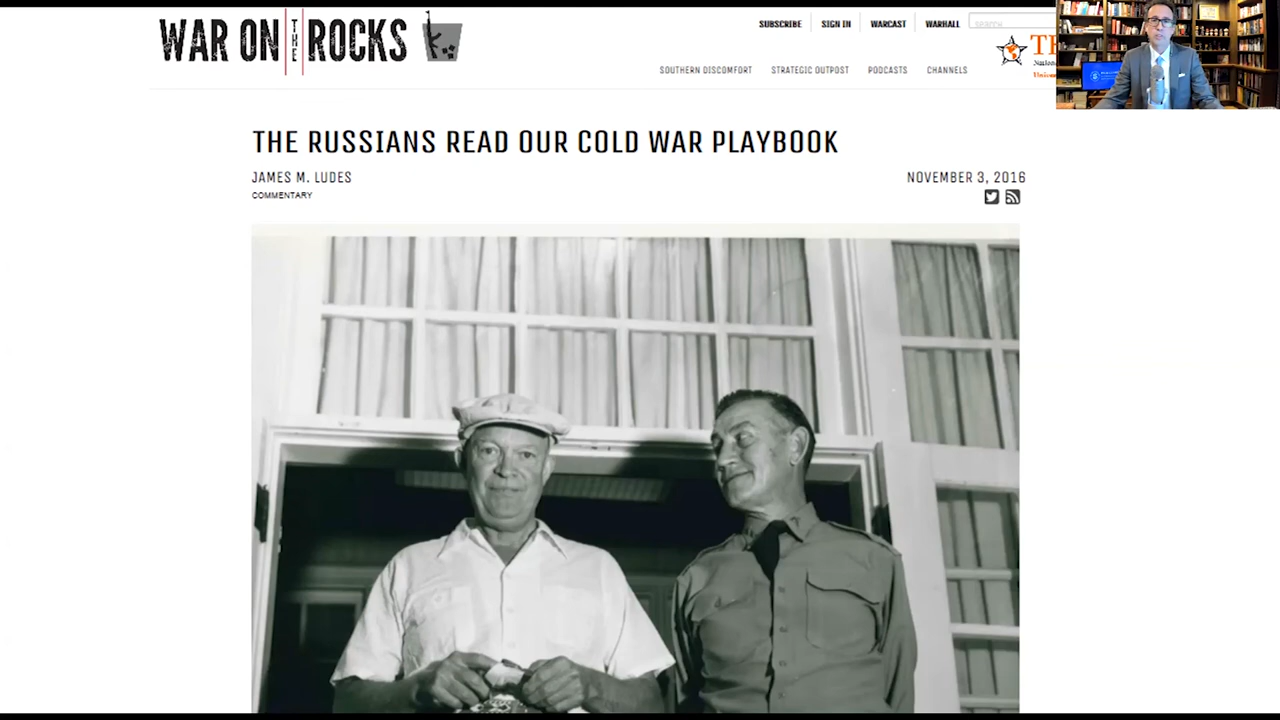 WAR ON THE ROCKS
SUBSCRIBE SIGN IN WARCAST WARHALL SEARCH
SOUTHERN DISCOMFORT STRATEGIC OUTPOST PODCASTS CHANNELS
THE RUSSIANS READ OUR COLD WAR PLAYBOOK
JAMES M. LUDES
NOVEMBER 3, 2016
COMMENTARY